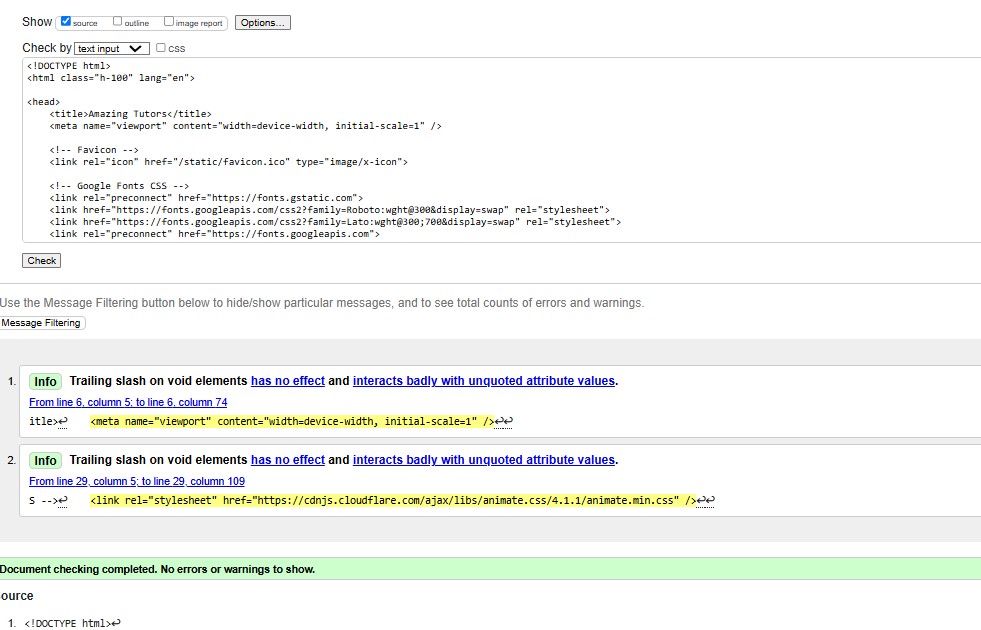 Show source outline image report Options...
Check by text input css
<!DOCTYPE html>
<html class="h-100" lang="en">
<head>
<title>Amazing Tutors</title>
<meta name="viewport" content="width=device-width, initial-scale=1" />
<!-- Favicon -->
<link rel="icon" href="/static/favicon.ico" type="image/x-icon">
<!-- Google Fonts CSS -->
<link rel="preconnect" href="https://fonts.gstatic.com">
<link href="https://fonts.googleapis.com/css2?family=Roboto:wght@300&display=swap" rel="stylesheet">
<link href="https://fonts.googleapis.com/css2?family=Lato:wght@300;700&display=swap" rel="stylesheet">
<link rel="preconnect" href="https://fonts.googleapis.com">
Check
Use the Message Filtering button below to hide/show particular messages, and to see total counts of errors and warnings.
Message Filtering
1. Info Trailing slash on void elements has no effect and interacts badly with unquoted attribute values.
From line 6, column 5; to line 6, column 74
itle>↩ <meta name="viewport" content="width=device-width, initial-scale=1" />↩↩
2. Info Trailing slash on void elements has no effect and interacts badly with unquoted attribute values.
From line 29, column 5; to line 29, column 109
S -->↩ <link rel="stylesheet" href="https://cdnjs.cloudflare.com/ajax/libs/animate.css/4.1.1/animate.min.css" />↩↩
Document checking completed. No errors or warnings to show.
ource
1. <!DOCTYPE html>↩